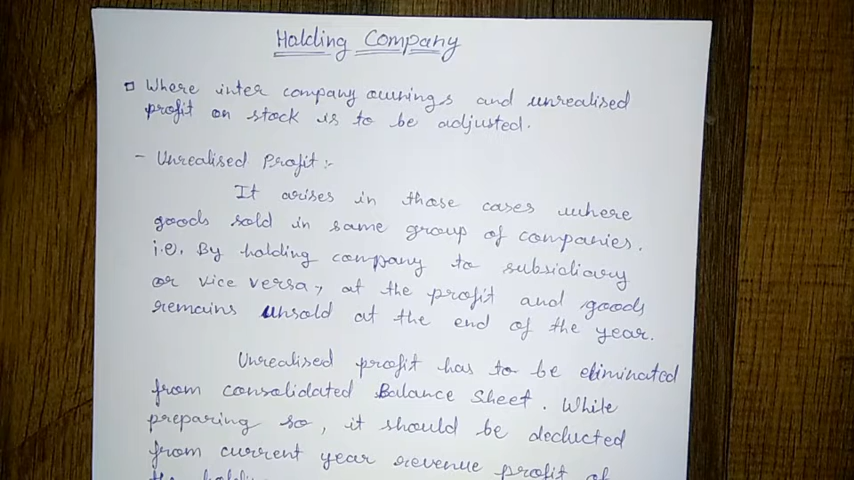 Holding Company
Where inter company ownings and unrealised
profit on stock is to be adjusted.
- Unrealised Profit :-
It arises in those cases where
goods sold in same group of companies.
i.e. By holding company to subsidiary
or vice versa, at the profit and goods
remains unsold at the end of the year.
Unrealised profit has to be eliminated
from consolidated Balance Sheet. While
preparing so, it should be deducted
from current year revenue profit of